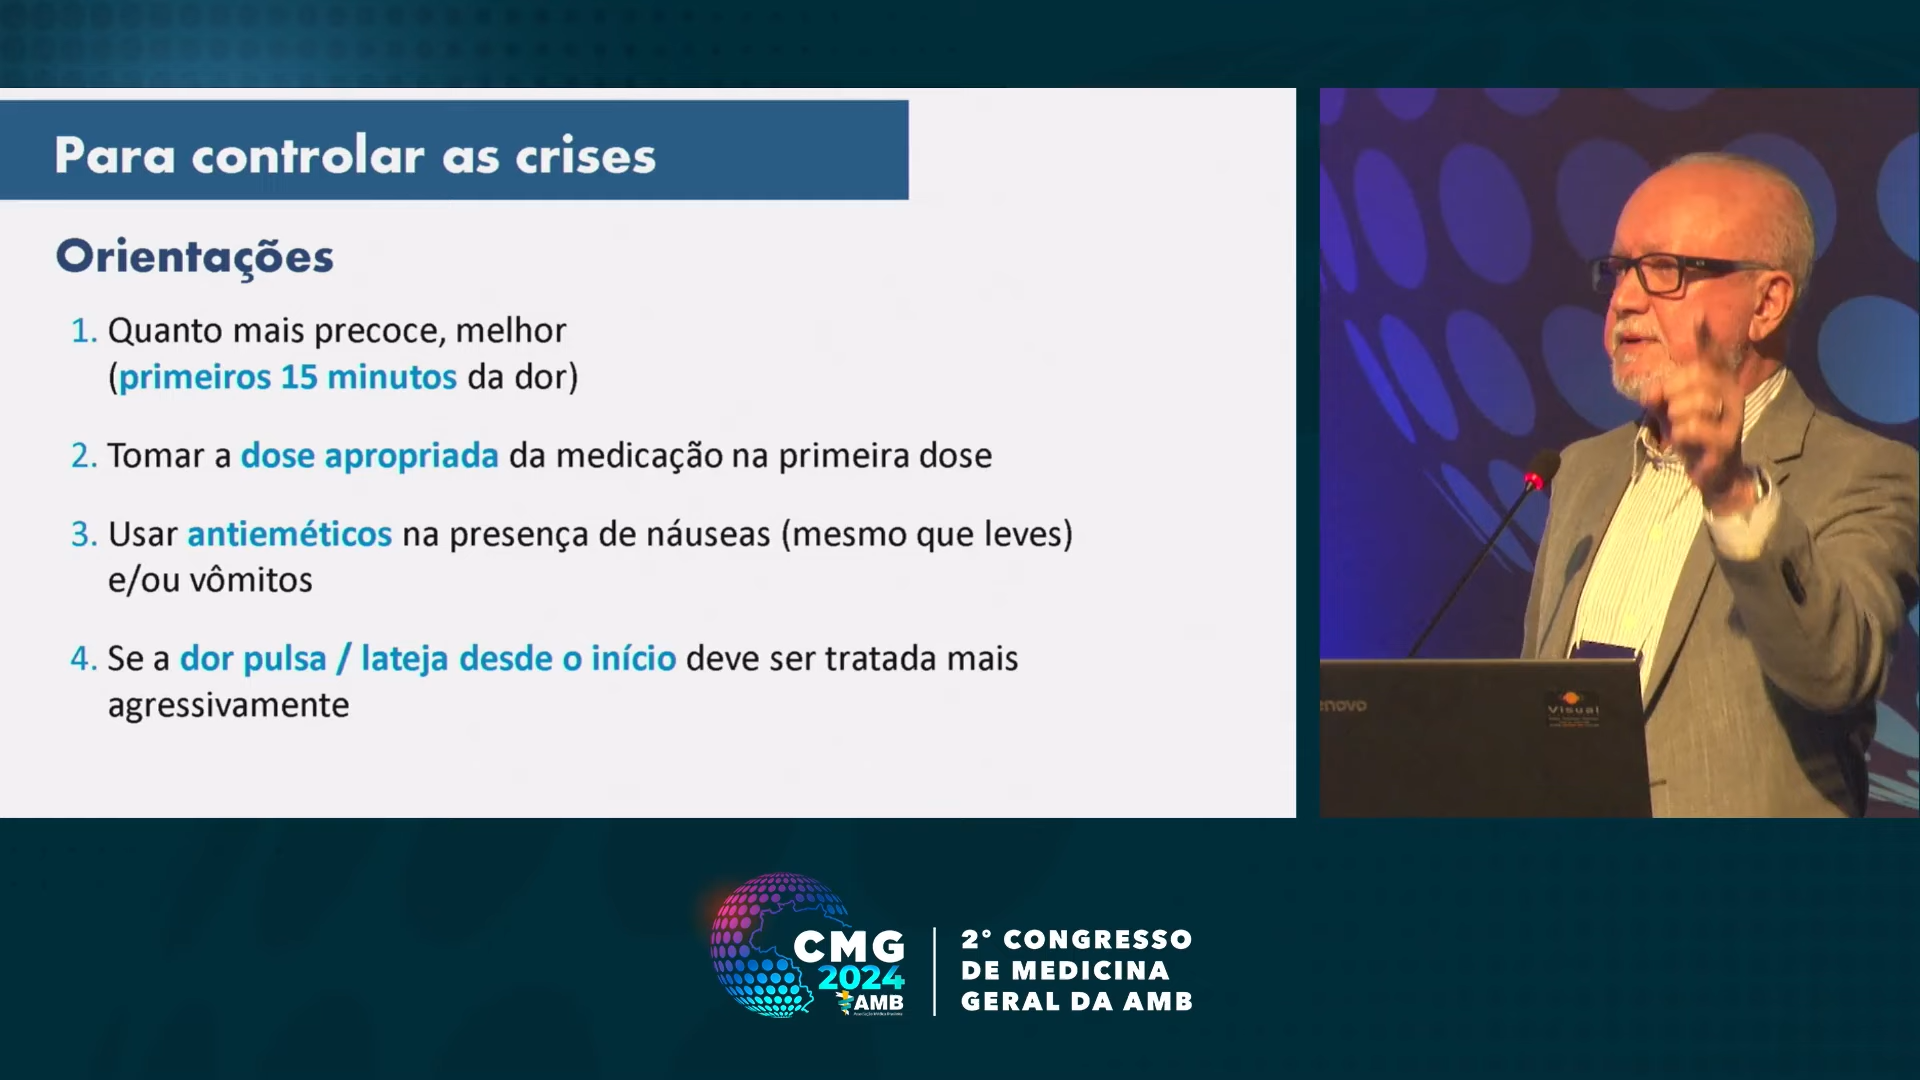 Para controlar as crises
Orientações
1. Quanto mais precoce, melhor
(primeiros 15 minutos da dor)
2. Tomar a dose apropriada da medicação na primeira dose
3. Usar antieméticos na presença de náuseas (mesmo que leves)
e/ou vômitos
4. Se a dor pulsa / lateja desde o início deve ser tratada mais
agressivamente
enovo
Visual
CMG
2024
AMB
2° CONGRESSO
DE MEDICINA
GERAL DA AMB